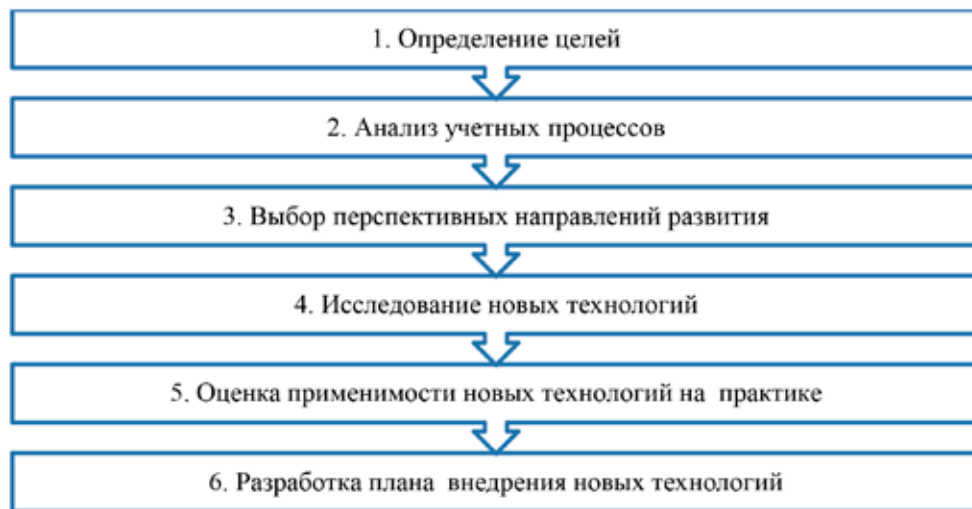 1. Определение целей
2. Анализ учетных процессов
3. Выбор перспективных направлений развития
4. Исследование новых технологий
5. Оценка применимости новых технологий на практике
6. Разработка плана внедрения новых технологий